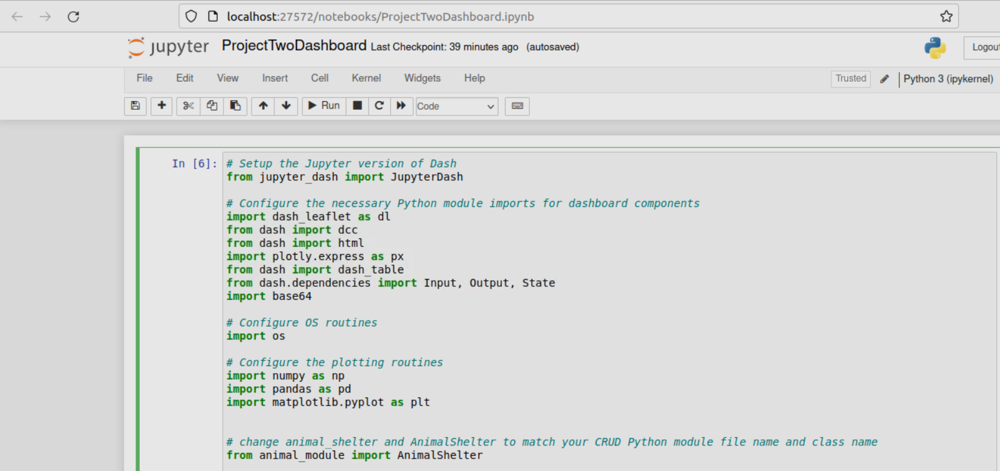 localhost:27572/notebooks/ProjectTwoDashboard.ipynb
jupyter ProjectTwoDashboard Last Checkpoint: 39 minutes ago (autosaved)
File Edit View Insert Cell Kernel Widgets Help Trusted Python 3 (ipykernel)
Run Code
In [6]: # Setup the Jupyter version of Dash
from jupyter_dash import JupyterDash
# Configure the necessary Python module imports for dashboard components
import dash_leaflet as dl
from dash import dcc
from dash import html
import plotly.express as px
from dash import dash_table
from dash.dependencies import Input, Output, State
import base64
# Configure OS routines
import os
# Configure the plotting routines
import numpy as np
import pandas as pd
import matplotlib.pyplot as plt
# change animal_shelter and AnimalShelter to match your CRUD Python module file name and class name
from animal_module import AnimalShelter